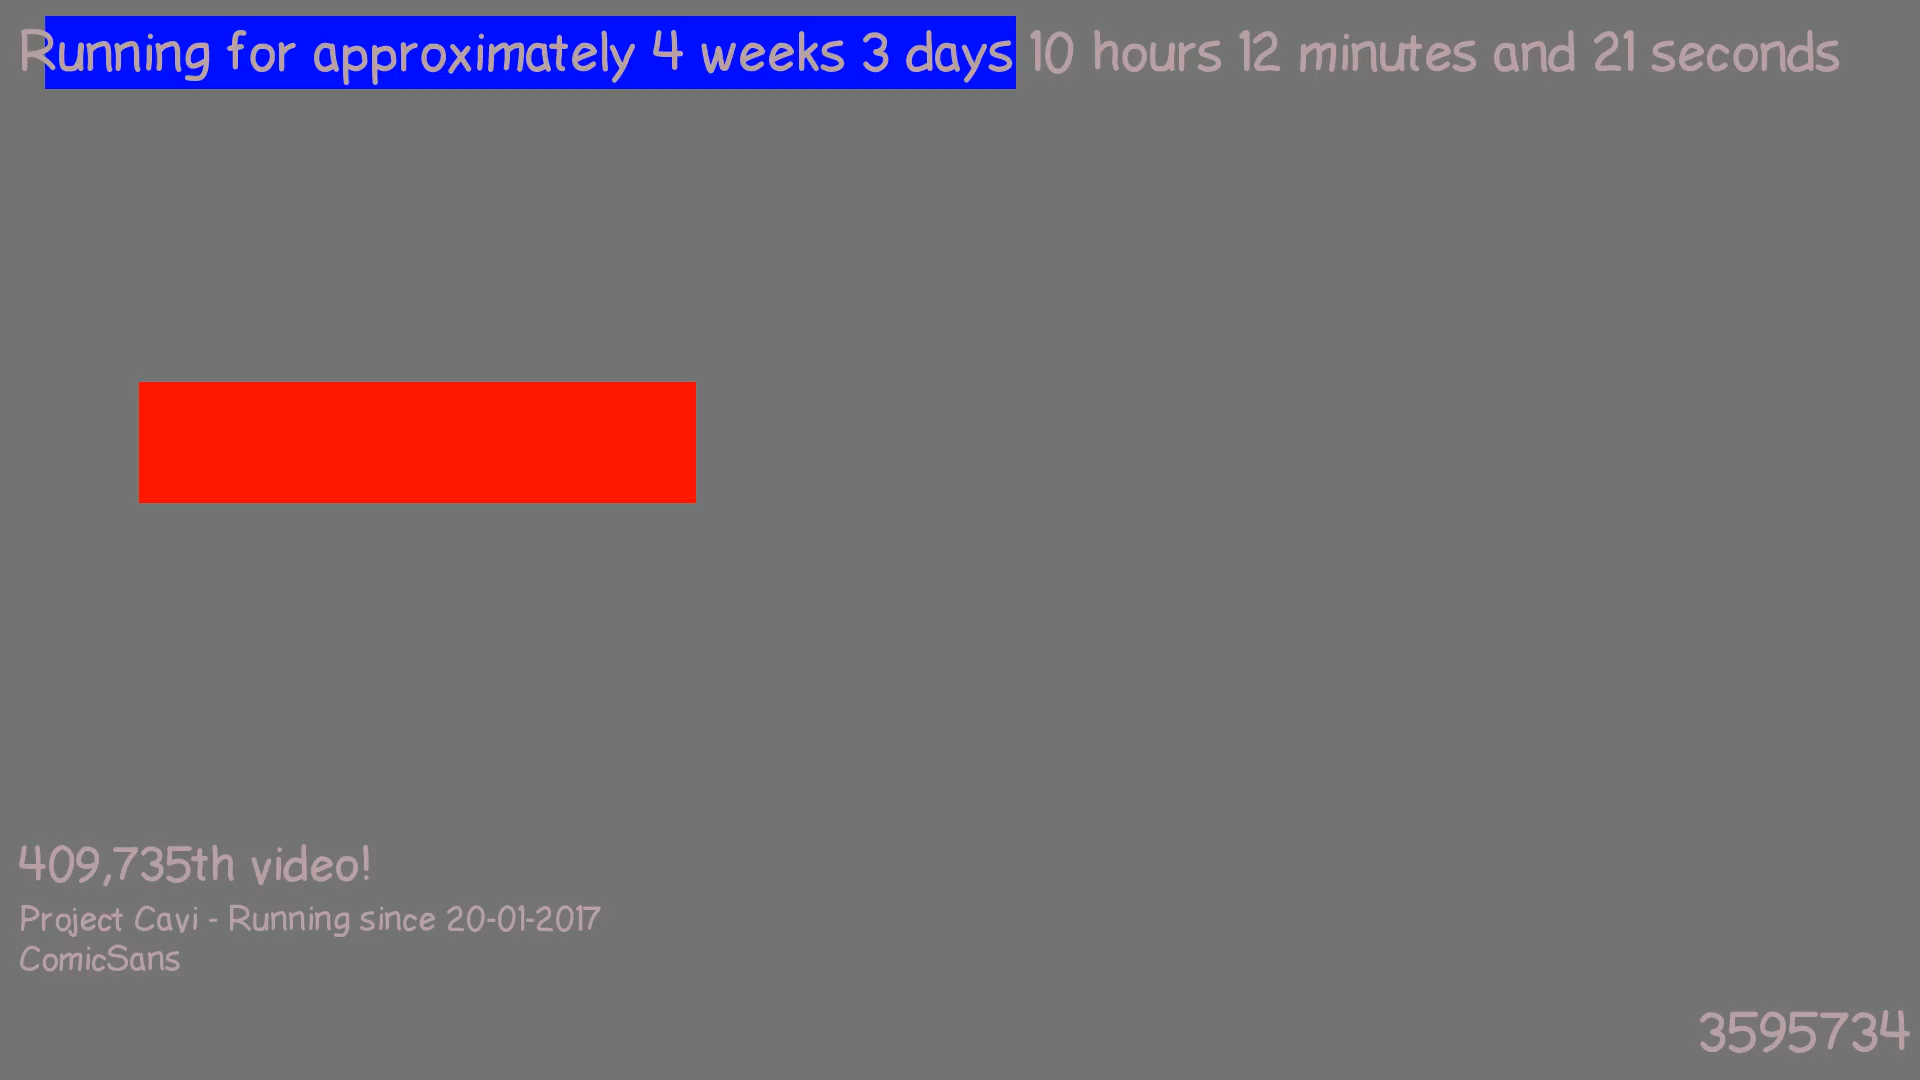 Running for approximately 4 weeks 3 days 10 hours 12 minutes and 21 seconds
409,735th video!
Project Cavi - Running since 20-01-2017
ComicSans
3595734